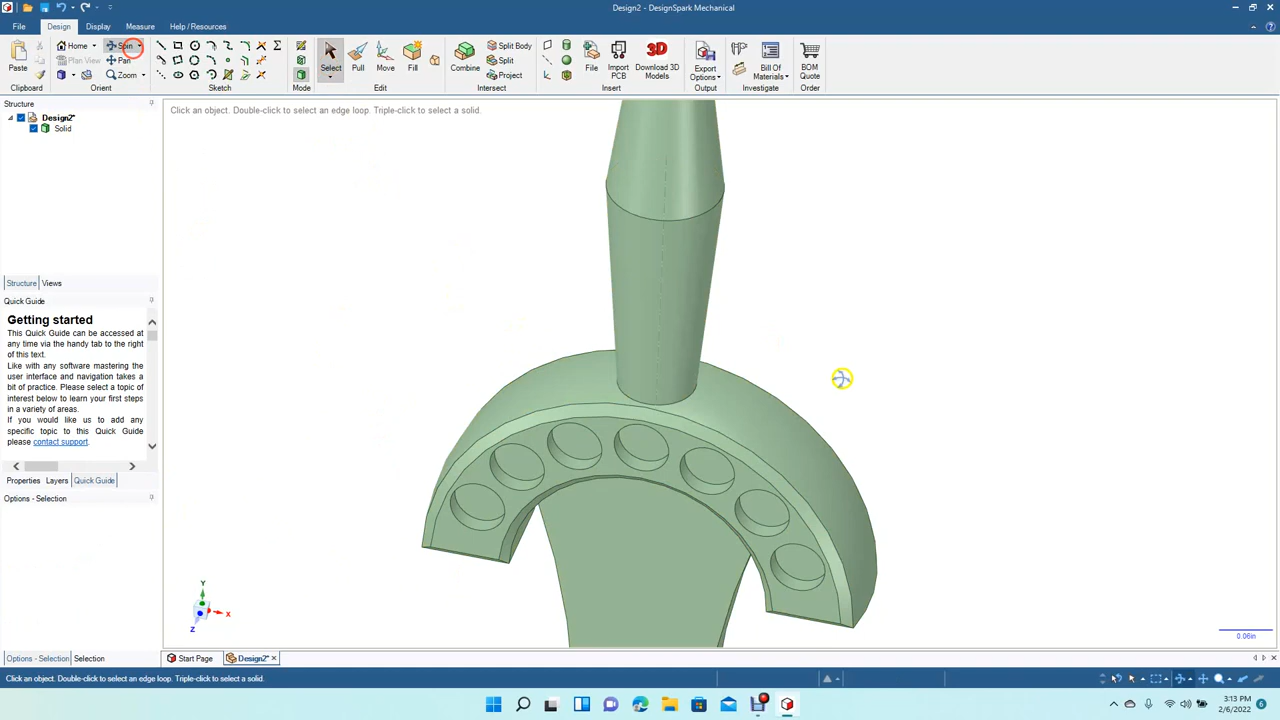 Design2 - DesignSpark Mechanical
File Design Display Measure Help / Resources
Home Spin Plan View Pan Zoom
Paste Select Pull Move Fill Combine Split Body Split Project File Import PCB Download 3D Models Export Options Bill Of Materials BOM Quote
3D
Clipboard Orient Sketch Mode Edit Intersect Insert Output Investigate Order
Structure
Click an object. Double-click to select an edge loop. Triple-click to select a solid.
Design2*
Solid
Structure Views
Quick Guide
Getting started
This Quick Guide can be accessed at
any time via the handy tab to the right
of this text.
Like with any software mastering the
user interface and navigation takes a
bit of practice. Please select a topic of
interest below to learn your first steps
in a variety of areas.
If you would like us to add any
specific topic to this Quick Guide
please contact support.
Properties Layers Quick Guide
Options - Selection
Y
X
Z
0.06in
Options - Selection Selection Start Page Design2*
Click an object. Double-click to select an edge loop. Triple-click to select a solid.
3:13 PM
2/6/2022
6